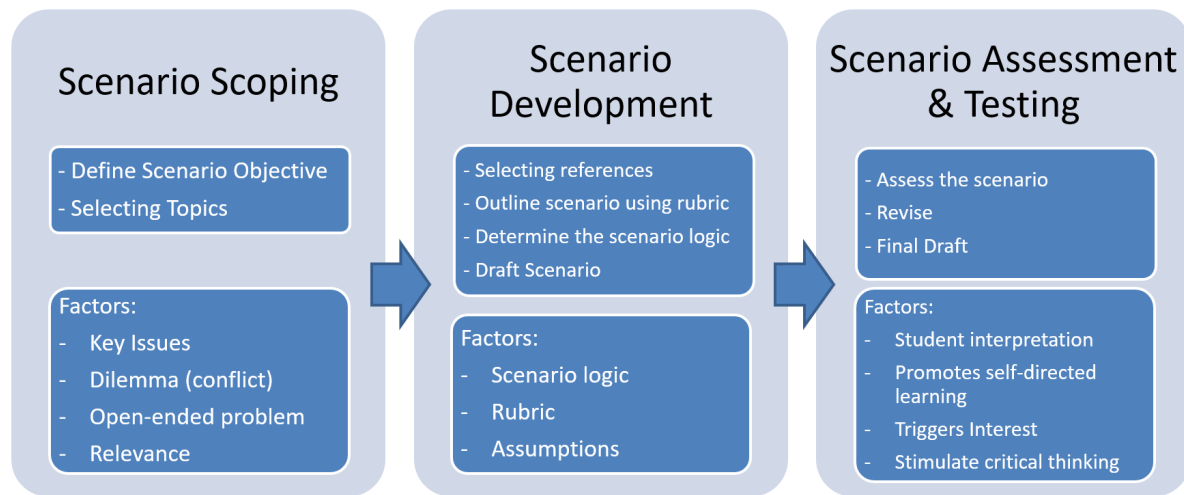 Scenario Scoping
- Define Scenario Objective
- Selecting Topics
Factors:
- Key Issues
- Dilemma (conflict)
- Open-ended problem
- Relevance
Scenario
Development
- Selecting references
- Outline scenario using rubric
- Determine the scenario logic
- Draft Scenario
Factors:
- Scenario logic
- Rubric
- Assumptions
Scenario Assessment
& Testing
- Assess the scenario
- Revise
- Final Draft
Factors:
- Student interpretation
- Promotes self-directed
learning
- Triggers Interest
- Stimulate critical thinking